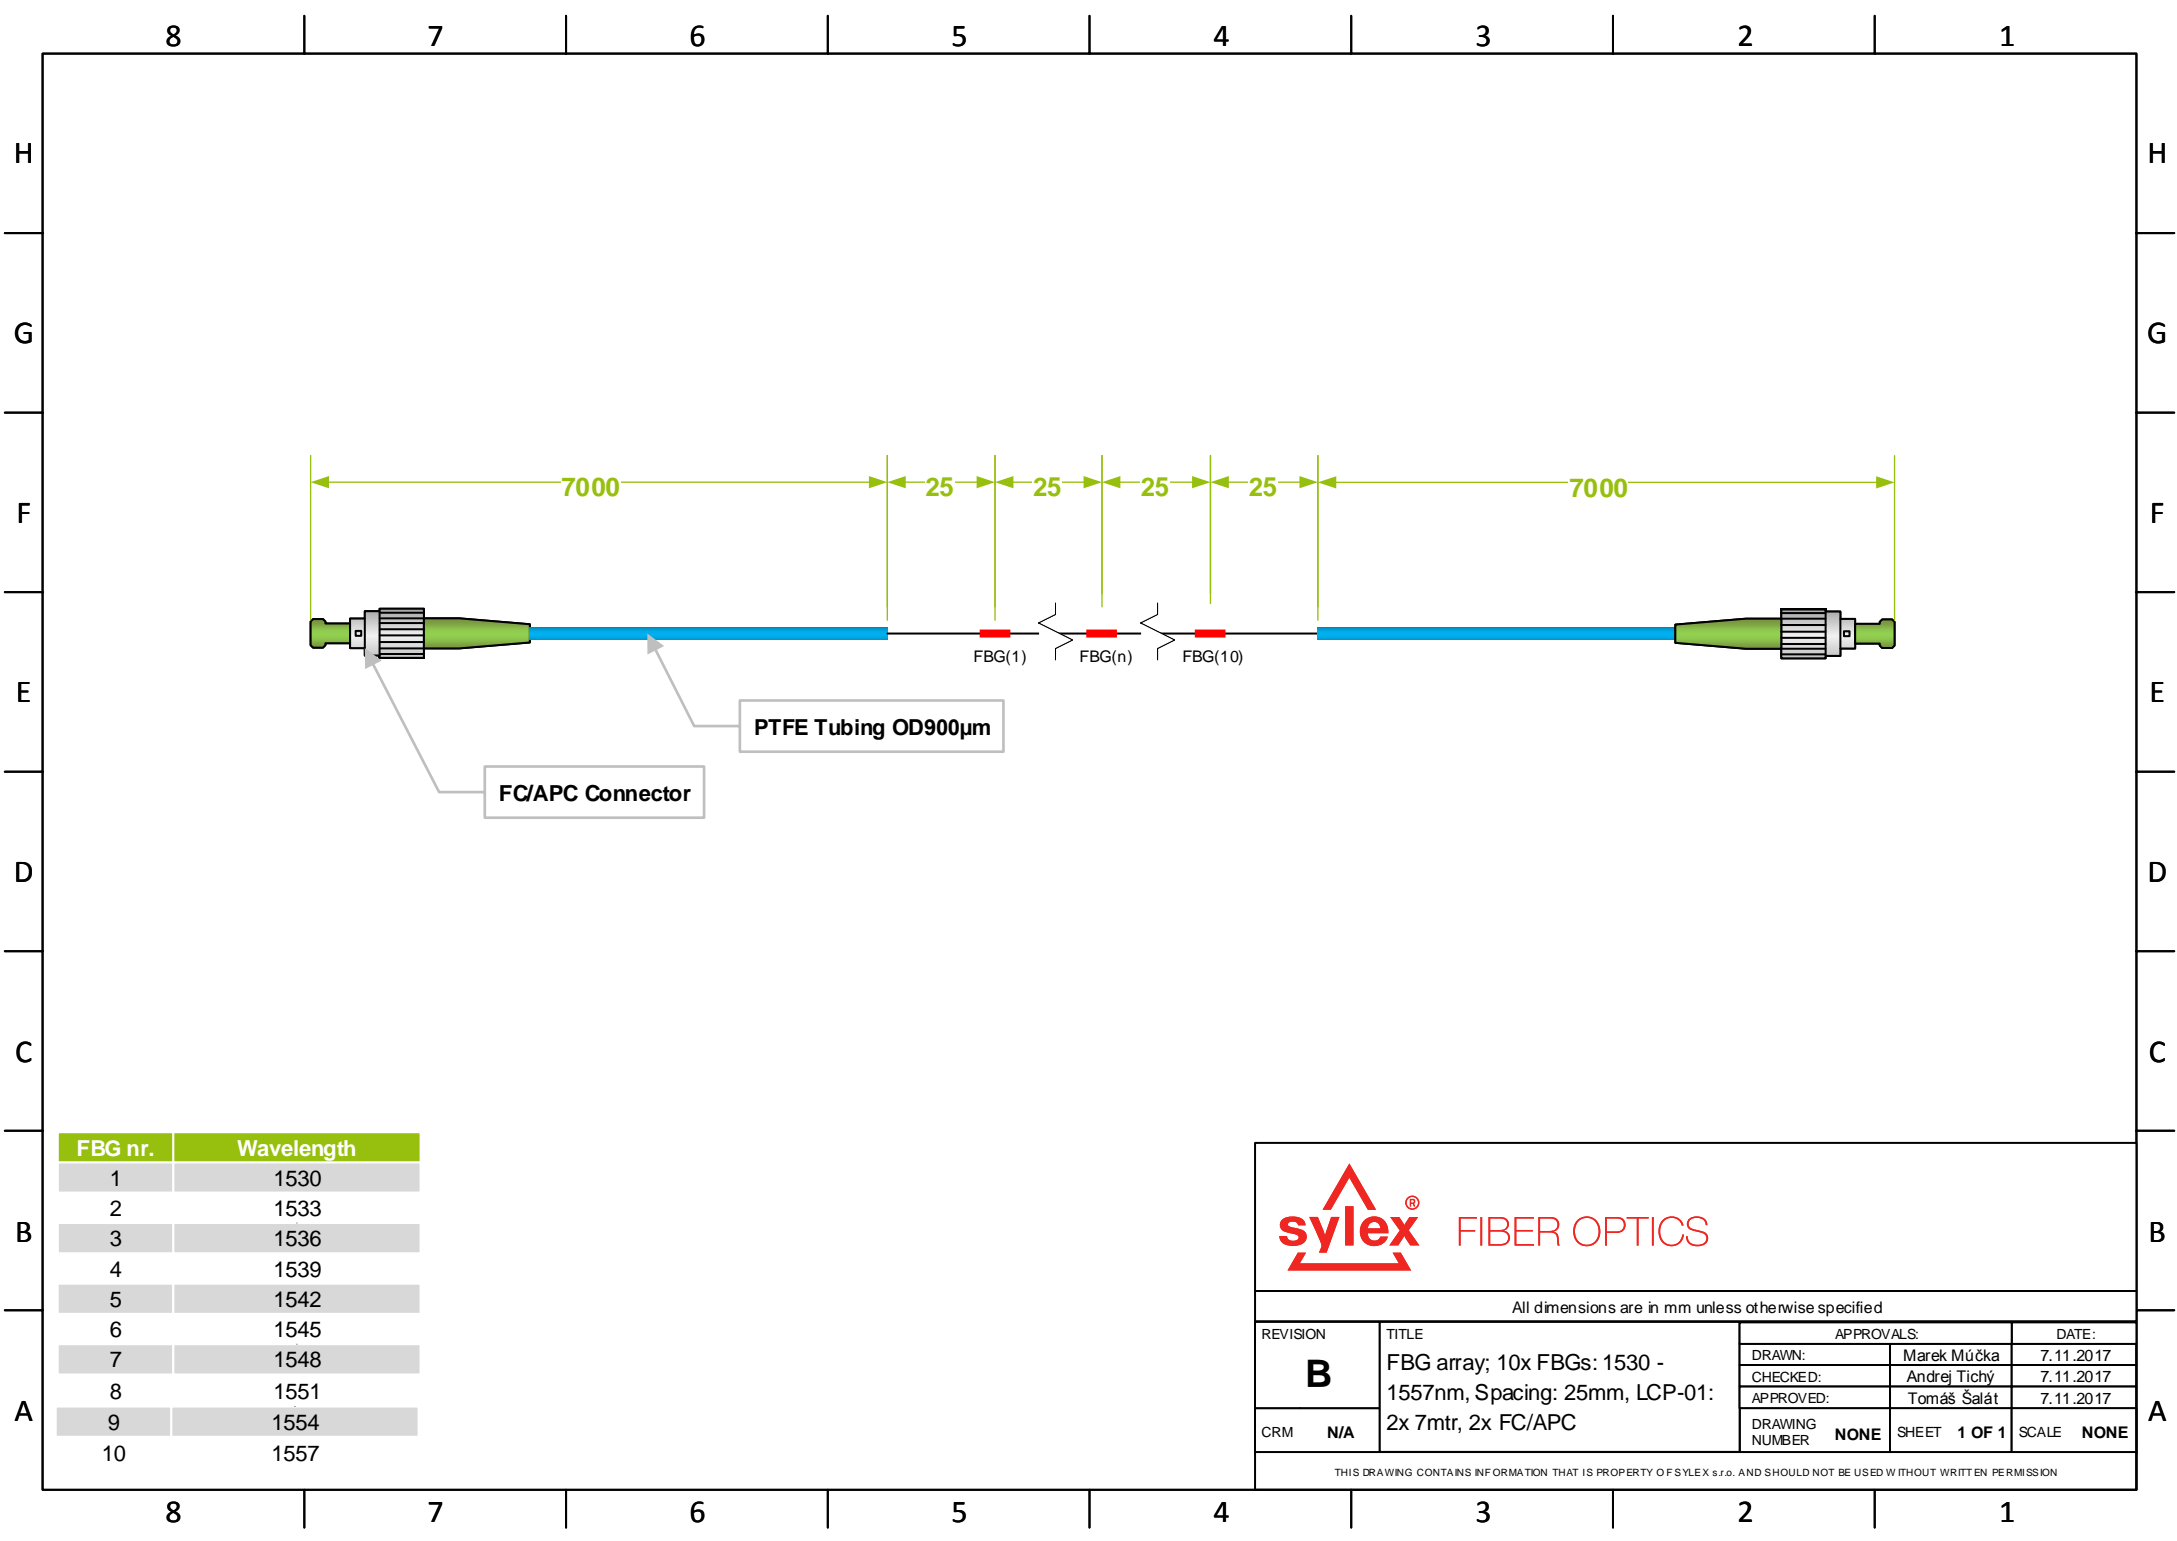 8 7 6 5 4 3 2 1
H H
G G
F F
E E
D D
C C
B B
A A
7000 25 25 25 25 7000
FBG(1) FBG(n) FBG(10)
PTFE Tubing OD900µm
FC/APC Connector
FBG nr. Wavelength
1 1530
2 1533
3 1536
4 1539
5 1542
6 1545
7 1548
8 1551
9 1554
10 1557
sylex ® FIBER OPTICS
All dimensions are in mm unless otherwise specified
REVISION
B
CRM N/A
TITLE
FBG array; 10x FBGs: 1530 -
1557nm, Spacing: 25mm, LCP-01:
2x 7mtr, 2x FC/APC
APPROVALS: DATE:
DRAWN: Marek Múčka 7.11.2017
CHECKED: Andrej Tichý 7.11.2017
APPROVED: Tomáš Šalát 7.11.2017
DRAWING NUMBER NONE SHEET 1 OF 1 SCALE NONE
THIS DRAWING CONTAINS INFORMATION THAT IS PROPERTY OF SYLEX s.r.o. AND SHOULD NOT BE USED WITHOUT WRITTEN PERMISSION
8 7 6 5 4 3 2 1